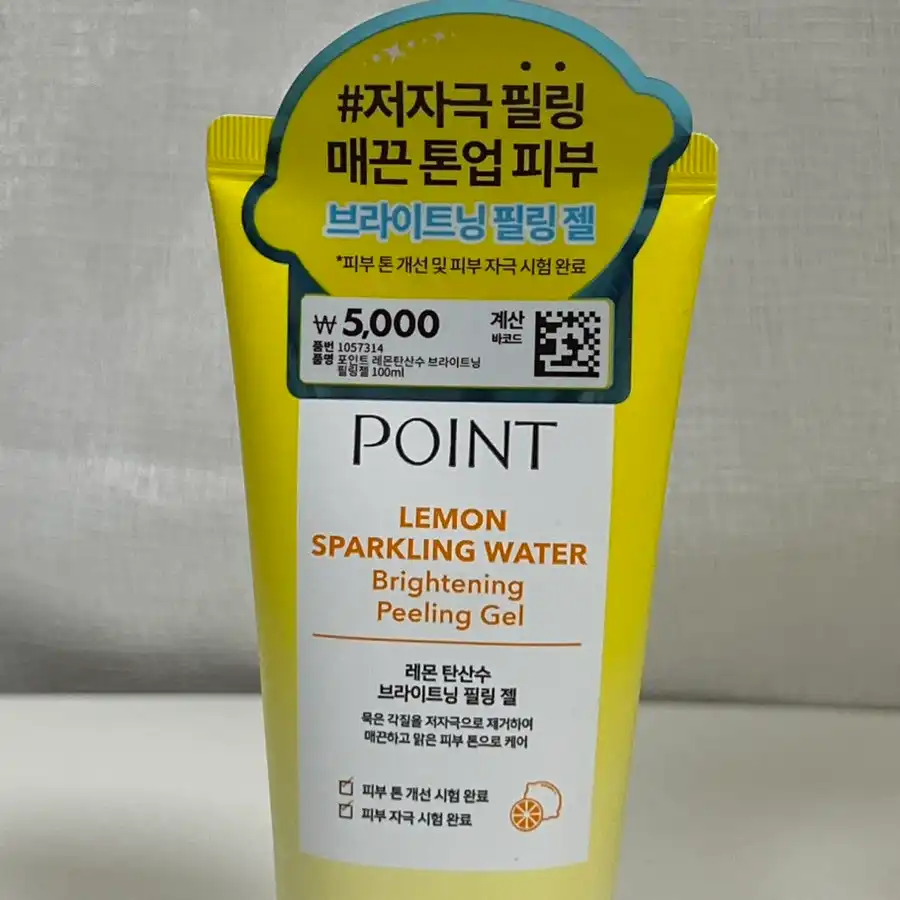 #저자극 필링
매끈 톤업 피부
브라이트닝 필링 젤
*피부 톤 개선 및 피부 자극 시험 완료
₩ 5,000
계산
바코드
품번 1057314
품명 포인트 레몬탄산수 브라이트닝
필링젤 100ml
POINT
LEMON
SPARKLING WATER
Brightening
Peeling Gel
레몬 탄산수
브라이트닝 필링 젤
묵은 각질을 저자극으로 제거하여
매끈하고 맑은 피부 톤으로 케어
피부 톤 개선 시험 완료
피부 자극 시험 완료